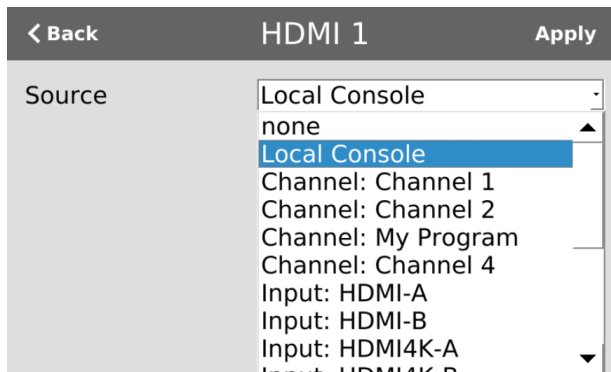 Back HDMI 1 Apply
Source Local Console
none
Local Console
Channel: Channel 1
Channel: Channel 2
Channel: My Program
Channel: Channel 4
Input: HDMI-A
Input: HDMI-B
Input: HDMI4K-A